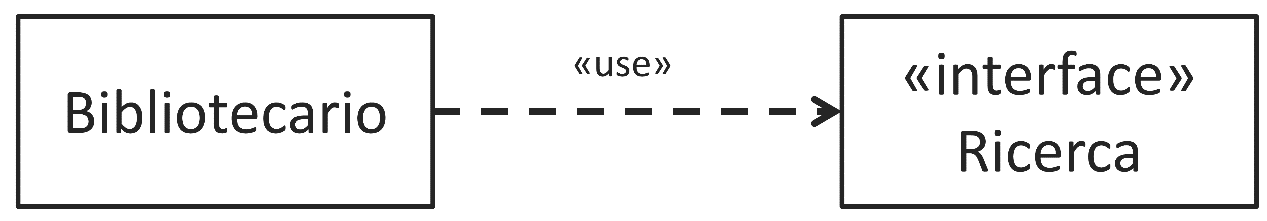 Bibliotecario
«use»
«interface»
Ricerca